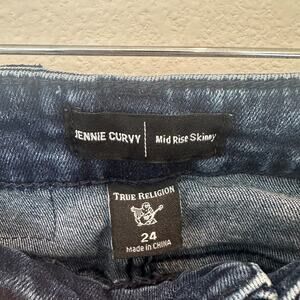 JENNIE CURVY | Mid Rise Skinny
TRUE RELIGION
24
Made in CHINA